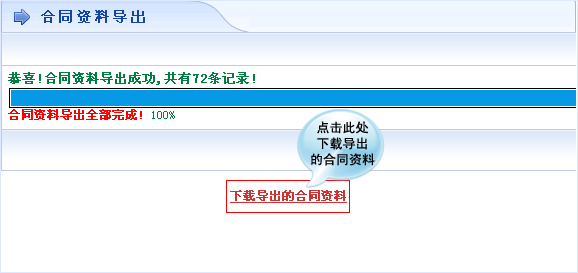 合同资料导出
恭喜!合同资料导出成功,共有72条记录!
合同资料导出全部完成! 100%
点击此处
下载导出
的合同资料
下载导出的合同资料